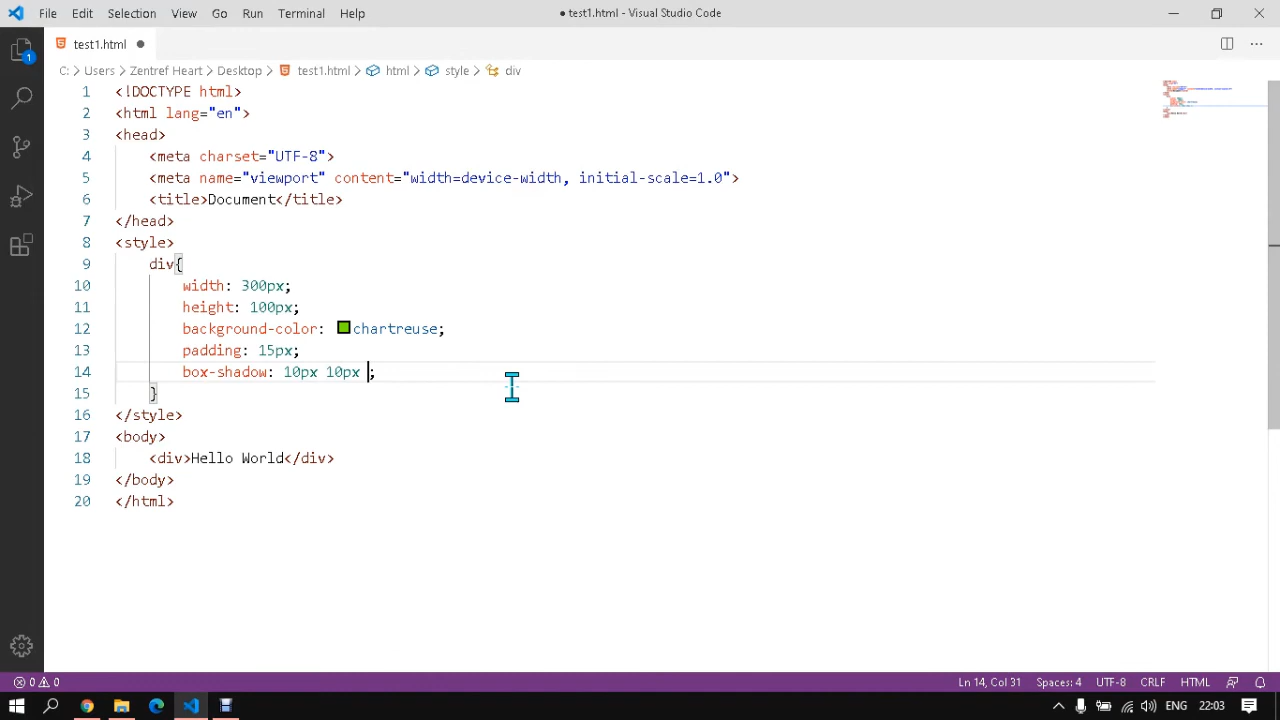 File Edit Selection View Go Run Terminal Help
● test1.html - Visual Studio Code
1
test1.html ●
C: > Users > Zentref Heart > Desktop > test1.html > html > style > div
1 <!DOCTYPE html>
2 <html lang="en">
3 <head>
4 <meta charset="UTF-8">
5 <meta name="viewport" content="width=device-width, initial-scale=1.0">
6 <title>Document</title>
7 </head>
8 <style>
9 div{
10 width: 300px;
11 height: 100px;
12 background-color: chartreuse;
13 padding: 15px;
14 box-shadow: 10px 10px ;
15 }
16 </style>
17 <body>
18 <div>Hello World</div>
19 </body>
20 </html>
0 0 Ln 14, Col 31 Spaces: 4 UTF-8 CRLF HTML
ENG 22:03